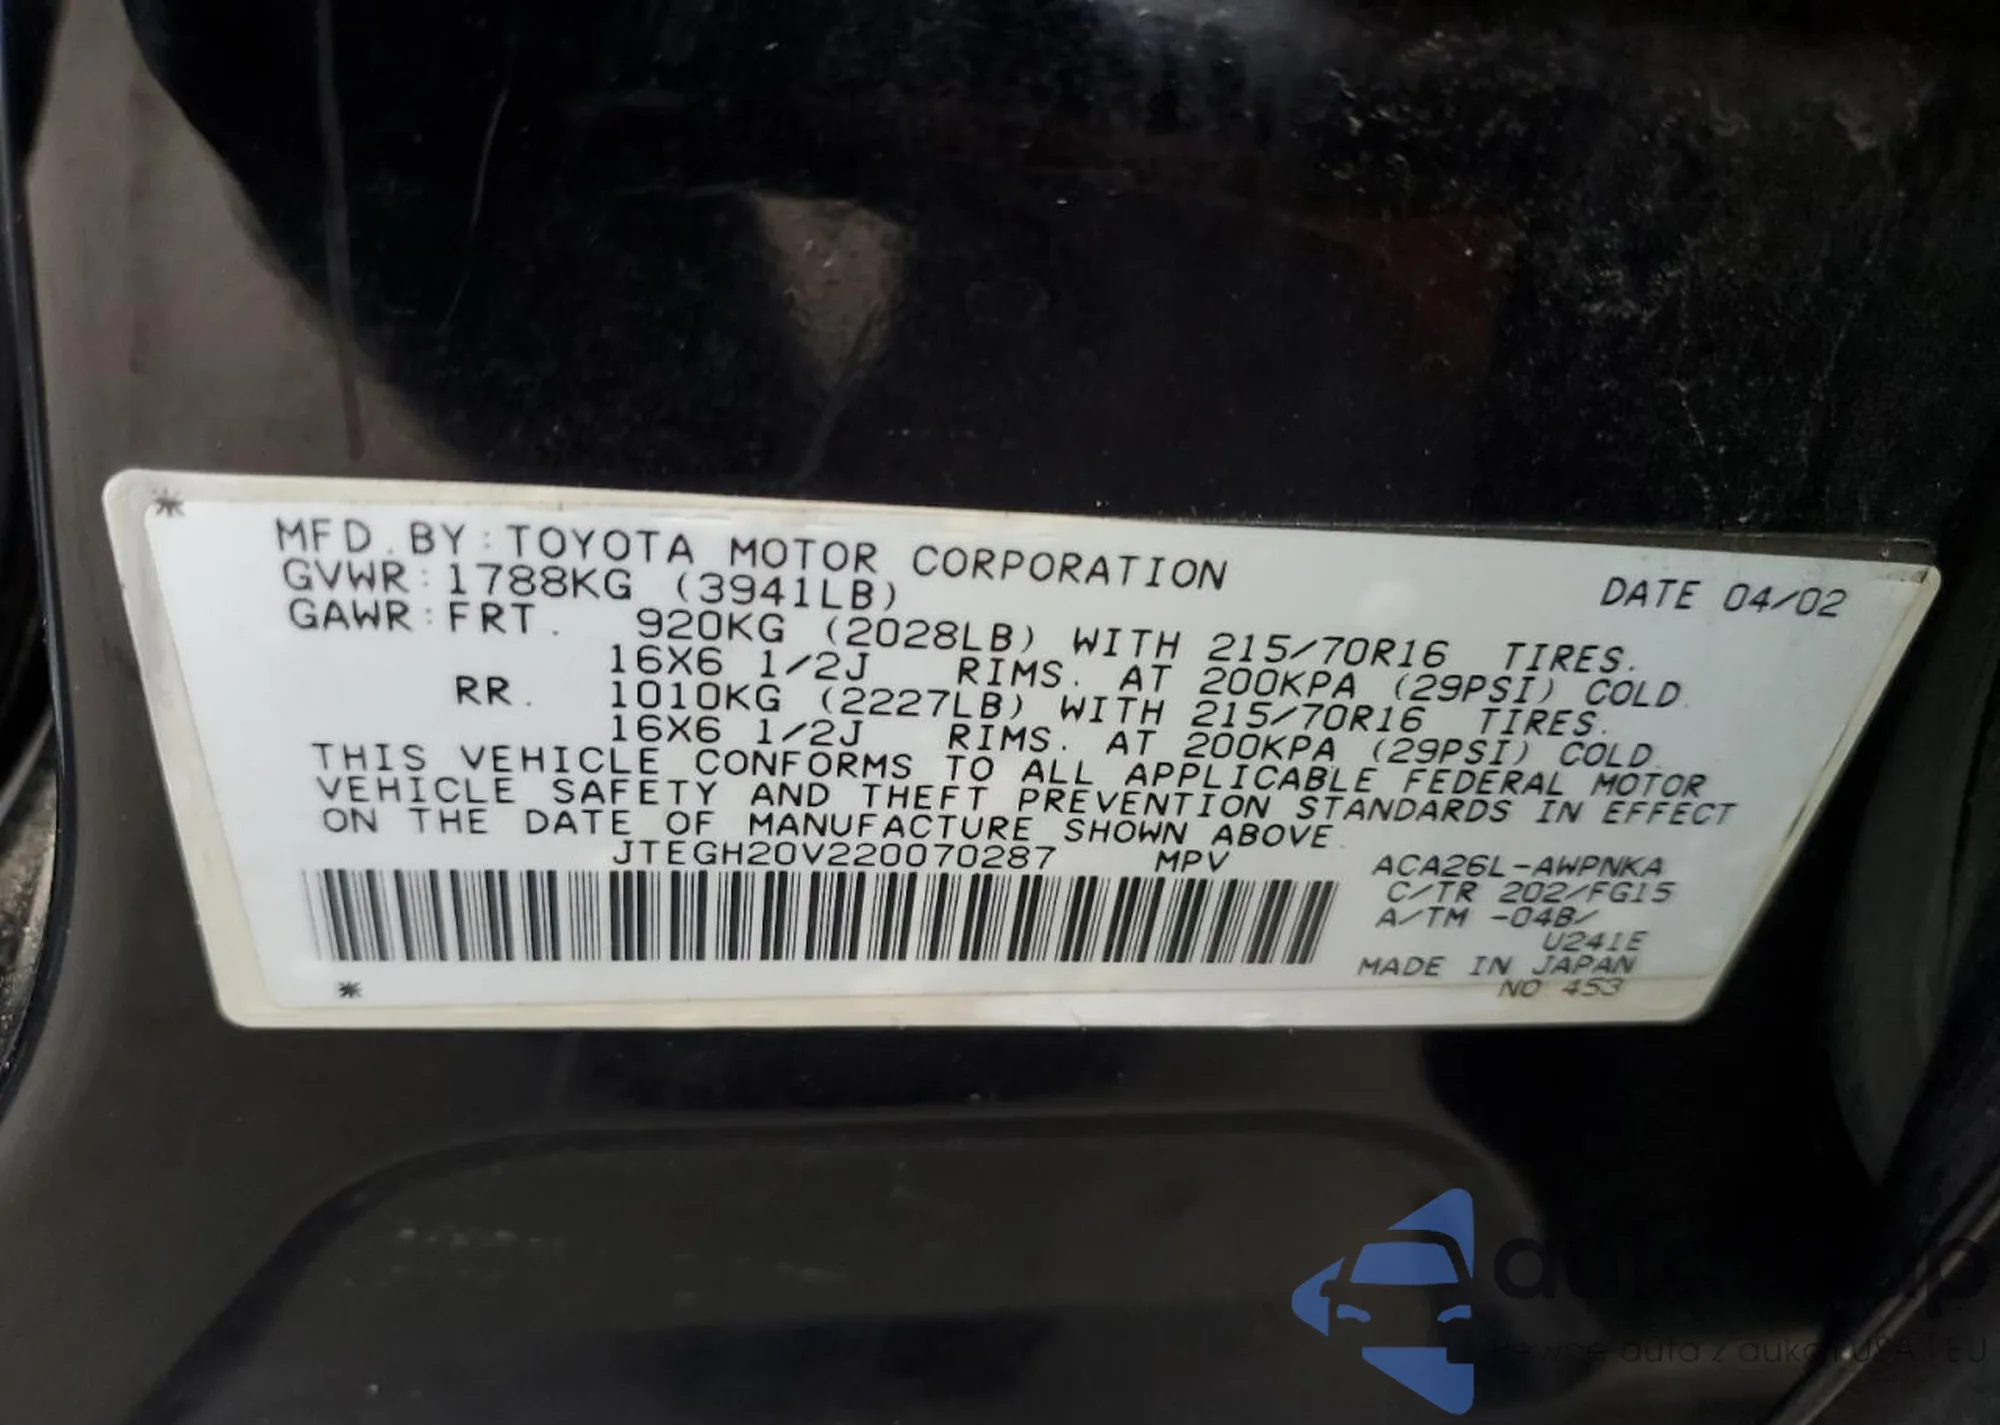 MFD. BY: TOYOTA MOTOR CORPORATION DATE 04/02
GVWR: 1788KG (3941LB)
GAWR: FRT. 920KG (2028LB) WITH 215/70R16 TIRES.
16X6 1/2J RIMS. AT 200KPA (29PSI) COLD.
RR. 1010KG (2227LB) WITH 215/70R16 TIRES.
16X6 1/2J RIMS. AT 200KPA (29PSI) COLD.
THIS VEHICLE CONFORMS TO ALL APPLICABLE FEDERAL MOTOR
VEHICLE SAFETY AND THEFT PREVENTION STANDARDS IN EFFECT
ON THE DATE OF MANUFACTURE SHOWN ABOVE.
JTEGH20V220070287 MPV ACA26L-AWPNKA
C/TR 202/FG15
A/TM -04B/
U241E
MADE IN JAPAN
NO 453
auta z